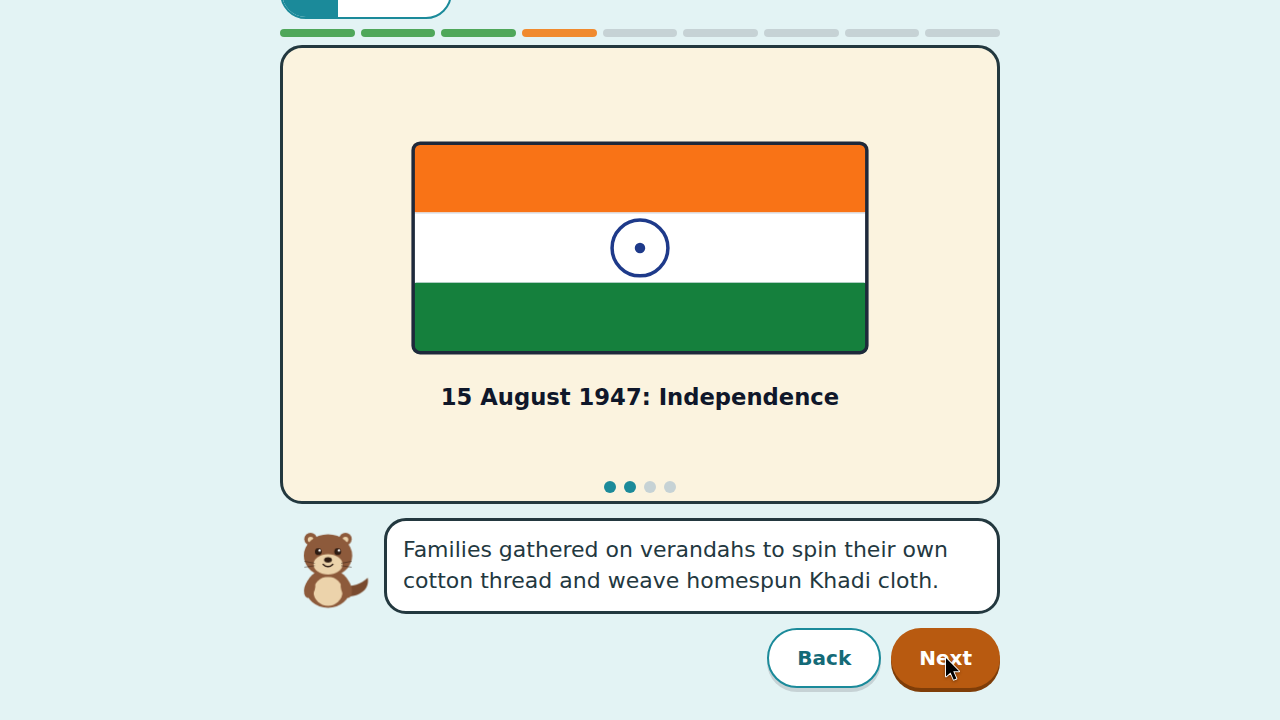 15 August 1947: Independence
Families gathered on verandahs to spin their own
cotton thread and weave homespun Khadi cloth.
Back
Next